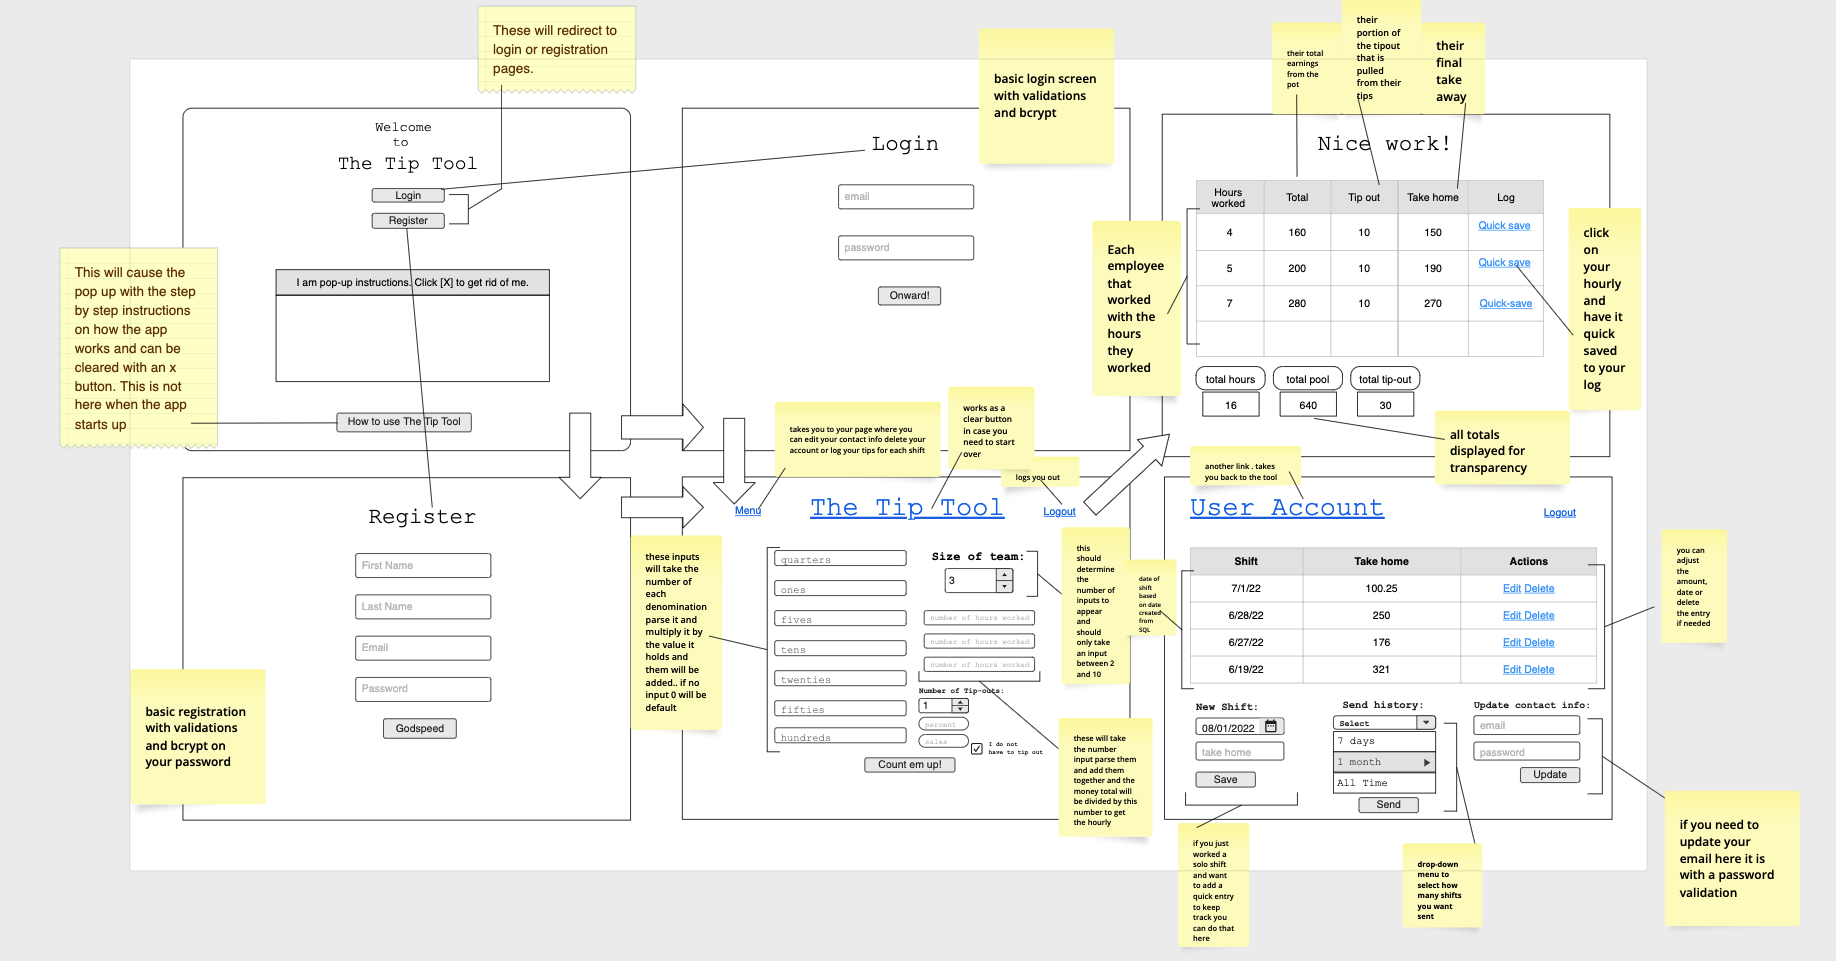 These will redirect to
login or registration
pages.
basic login screen
with validations
and bcrypt
their total
earnings
from the
pot
their
portion of
the tipout
that is
pulled
from their
tips
their
final
take
away
Welcome
to
The Tip Tool
Login
Register
I am pop-up instructions. Click [X] to get rid of me.
How to use The Tip Tool
This will cause the
pop up with the step
by step instructions
on how the app
works and can be
cleared with an x
button. This is not
here when the app
starts up
Login
email
password
Onward!
Nice work!
Hours worked Total Tip out Take home Log
4 160 10 150 Quick save
5 200 10 190 Quick save
7 280 10 270 Quick-save
total hours total pool total tip-out
16 640 30
Each
employee
that
worked
with the
hours
they
worked
click
on
your
hourly
and
have it
quick
saved
to your
log
all totals
displayed for
transparency
takes you to your page where you
can edit your contact info delete your
account or log your tips for each shift
works as a
clear button
in case you
need to start
over
logs you out
another link . takes
you back to the tool
Register
First Name
Last Name
Email
Password
Godspeed
basic registration
with validations
and bcrypt on
your password
Menu
The Tip Tool
Logout
quarters
ones
fives
tens
twenties
fifties
hundreds
Size of team:
3
number of hours worked
number of hours worked
number of hours worked
Number of Tip-outs:
1
percent
sales
I do not
have to tip out
Count em up!
these inputs
will take the
number of
each
denomination
parse it and
multiply it by
the value it
holds and
them will be
added.. if no
input 0 will be
default
this
should
determine
the
number of
inputs to
appear
and
should
only take
an input
between 2
and 10
these will take
the number
input parse them
and add them
together and the
money total will
be divided by this
number to get
the hourly
date of
shift
based
on date
created
from
SQL
User Account
Logout
Shift Take home Actions
7/1/22 100.25 Edit Delete
6/28/22 250 Edit Delete
6/27/22 176 Edit Delete
6/19/22 321 Edit Delete
New Shift:
08/01/2022
take home
Save
Send history:
Select
7 days
1 month
All Time
Send
Update contact info:
email
password
Update
you can
adjust
the
amount,
date or
delete
the entry
if needed
if you just
worked a
solo shift
and want
to add a
quick entry
to keep
track you
can do that
here
drop-down
menu to
select how
many shifts
you want
sent
if you need to
update your
email here it is
with a password
validation